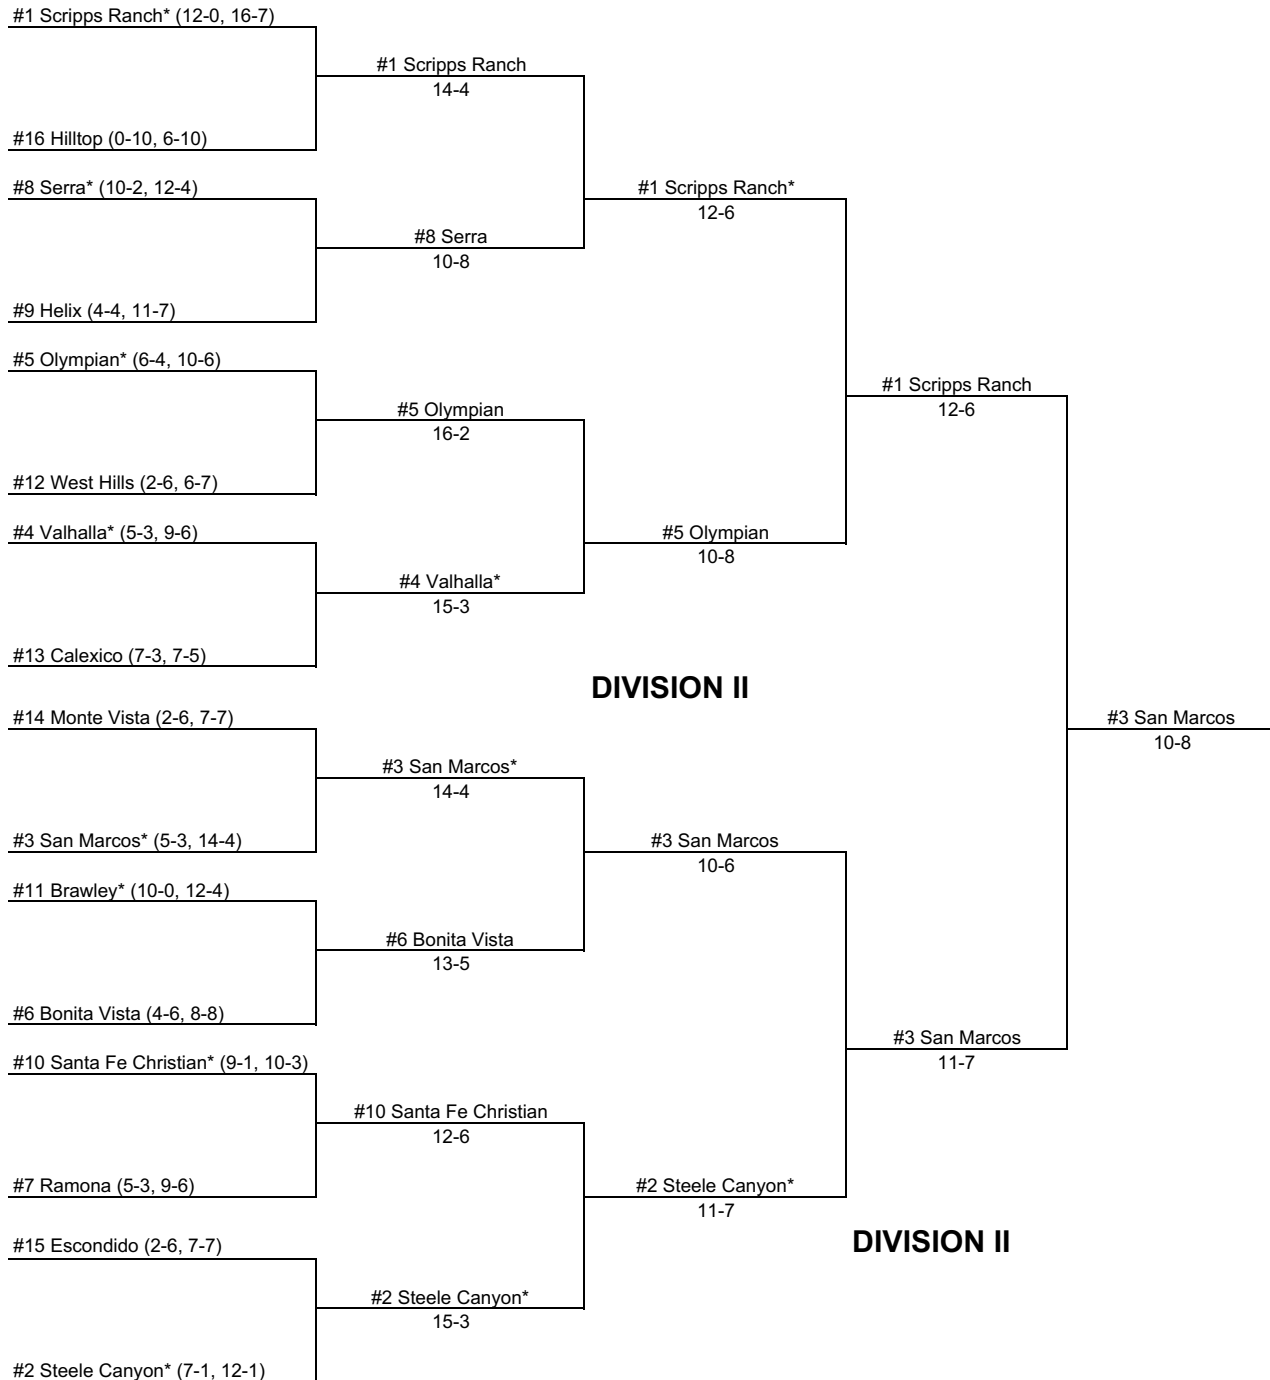 #1 Scripps Ranch* (12-0, 16-7)
#1 Scripps Ranch
14-4
#16 Hilltop (0-10, 6-10)
#8 Serra* (10-2, 12-4)
#1 Scripps Ranch*
12-6
#8 Serra
10-8
#9 Helix (4-4, 11-7)
#5 Olympian* (6-4, 10-6)
#1 Scripps Ranch
12-6
#5 Olympian
16-2
#12 West Hills (2-6, 6-7)
#4 Valhalla* (5-3, 9-6)
#5 Olympian
10-8
#4 Valhalla*
15-3
#13 Calexico (7-3, 7-5)
DIVISION II
#14 Monte Vista (2-6, 7-7)
#3 San Marcos
10-8
#3 San Marcos*
14-4
#3 San Marcos* (5-3, 14-4)
#3 San Marcos
10-6
#11 Brawley* (10-0, 12-4)
#6 Bonita Vista
13-5
#6 Bonita Vista (4-6, 8-8)
#3 San Marcos
11-7
#10 Santa Fe Christian* (9-1, 10-3)
#10 Santa Fe Christian
12-6
#7 Ramona (5-3, 9-6)
#2 Steele Canyon*
11-7
#15 Escondido (2-6, 7-7)
DIVISION II
#2 Steele Canyon*
15-3
#2 Steele Canyon* (7-1, 12-1)